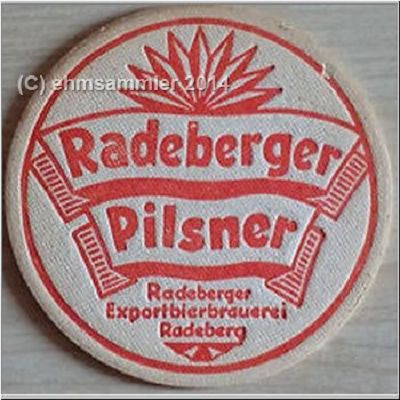 (C) ehmsammler 2014
Radeberger
Pilsner
Radeberger
Exportbierbrauerei
Radeberg